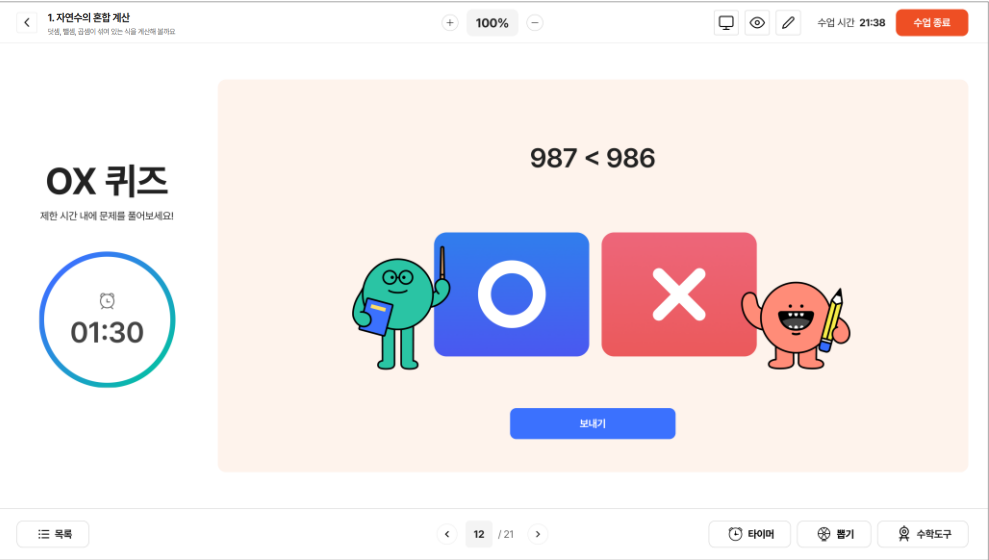 1. 자연수의 혼합 계산
덧셈, 뺄셈, 곱셈이 섞여 있는 식을 계산해 볼까요
100%
수업 시간 21:38
수업 종료
OX 퀴즈
제한 시간 내에 문제를 풀어보세요!
01:30
987 < 986
보내기
목록
12 / 21
타이머
뽑기
수학도구